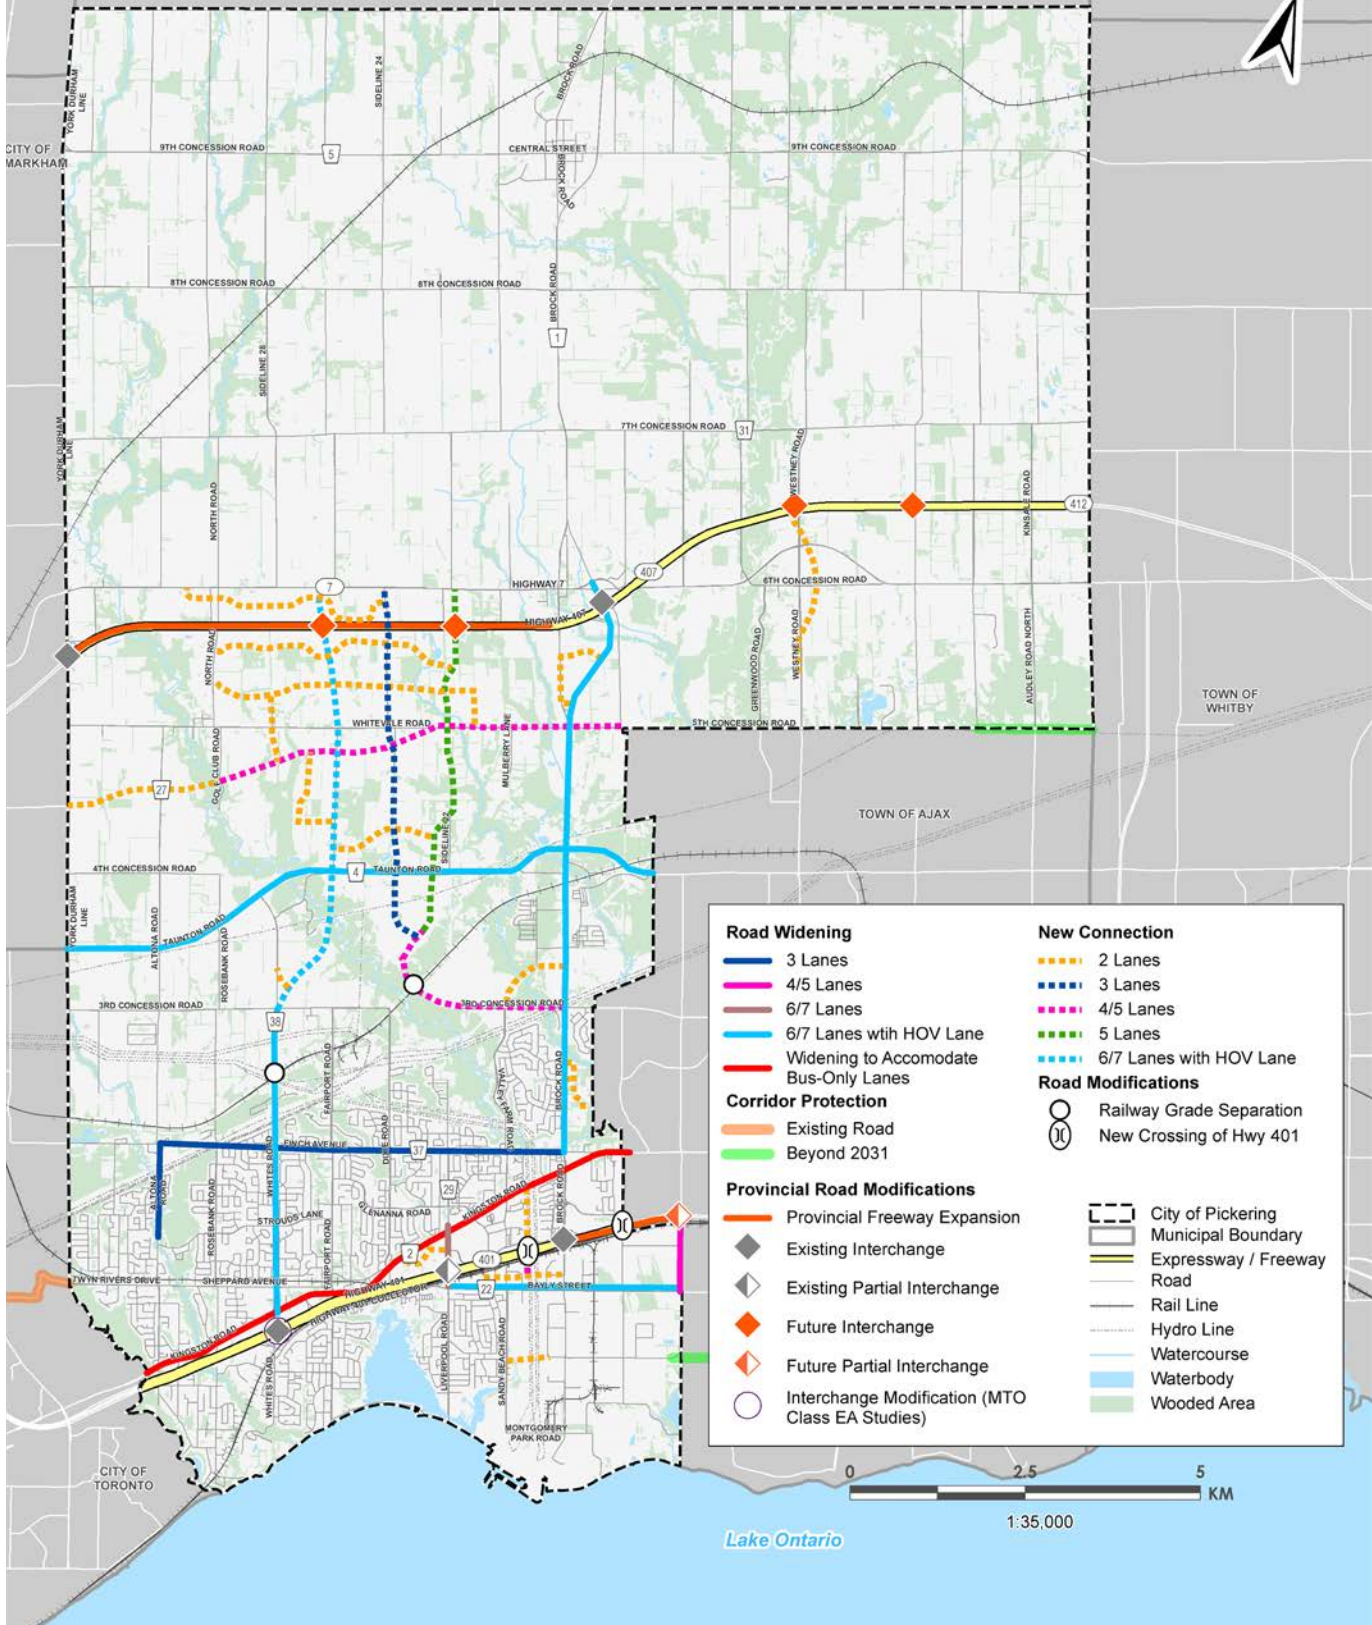 YORK DURHAM
LINE
SIDELINE 24
BROCK ROAD
CITY OF
MARKHAM
9TH CONCESSION ROAD
5
CENTRAL STREET
9TH CONCESSION ROAD
BROCK ROAD
8TH CONCESSION ROAD
8TH CONCESSION ROAD
BROCK ROAD
1
SIDELINE 28
YORK DURHAM
LINE
7TH CONCESSION ROAD
31
WESTNEY ROAD
NORTH ROAD
KINSALE ROAD
412
407
7
HIGHWAY 7
6TH CONCESSION ROAD
HIGHWAY 407
NORTH ROAD
GREENWOOD ROAD
WESTNEY ROAD
AUDLEY ROAD NORTH
TOWN OF
WHITBY
WHITEVALE ROAD
5TH CONCESSION ROAD
GOLF CLUB ROAD
MULBERRY LANE
27
TOWN OF AJAX
SIDELINE 22
4TH CONCESSION ROAD
4
TAUNTON ROAD
YORK DURHAM
LINE
ALTONA ROAD
TAUNTON ROAD
ROSEBANK ROAD
3RD CONCESSION ROAD
3RD CONCESSION ROAD
38
FAIRPORT ROAD
VALLEY FARM ROAD
BROCK ROAD
FINCH AVENUE
DIXIE ROAD
37
ALTONA
ROAD
ROSEBANK ROAD
WHITES ROAD
29
KINGSTON ROAD
BROCK ROAD
GLENANNA ROAD
STROUDS LANE
FAIRPORT ROAD
2
401
TWYN RIVERS DRIVE
SHEPPARD AVENUE
HIGHWAY 401
HIGHWAY 401 COLLECTOR
22
BAYLY STREET
KINGSTON ROAD
WHITES ROAD
LIVERPOOL ROAD
SANDY BEACH ROAD
MONTGOMERY
PARK ROAD
CITY OF
TORONTO
Lake Ontario
Road Widening
3 Lanes
4/5 Lanes
6/7 Lanes
6/7 Lanes wtih HOV Lane
Widening to Accomodate
Bus-Only Lanes
Corridor Protection
Existing Road
Beyond 2031
Provincial Road Modifications
Provincial Freeway Expansion
Existing Interchange
Existing Partial Interchange
Future Interchange
Future Partial Interchange
Interchange Modification (MTO
Class EA Studies)
New Connection
2 Lanes
3 Lanes
4/5 Lanes
5 Lanes
6/7 Lanes with HOV Lane
Road Modifications
Railway Grade Separation
New Crossing of Hwy 401
City of Pickering
Municipal Boundary
Expressway / Freeway
Road
Rail Line
Hydro Line
Watercourse
Waterbody
Wooded Area
0 2.5 5
KM
1:35,000